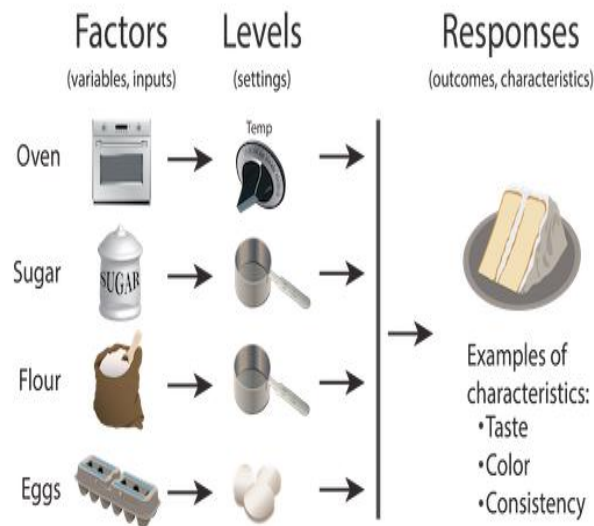 Factors
(variables, inputs)
Levels
(settings)
Responses
(outcomes, characteristics)
Oven
Temp
Sugar
SUGAR
Flour
Eggs
Examples of
characteristics:
•Taste
•Color
•Consistency